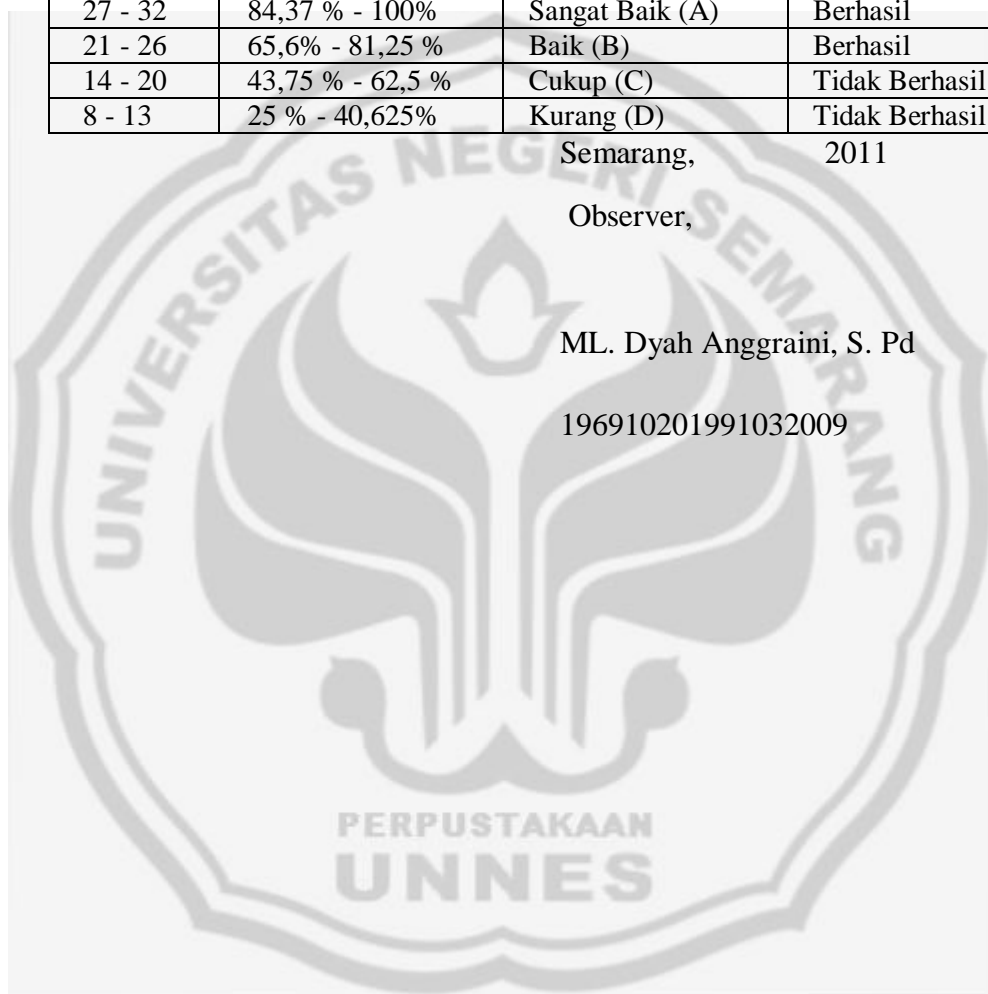 27 - 32 84,37 % - 100% Sangat Baik (A) Berhasil
21 - 26 65,6% - 81,25 % Baik (B) Berhasil
14 - 20 43,75 % - 62,5 % Cukup (C) Tidak Berhasil
8 - 13 25 % - 40,625% Kurang (D) Tidak Berhasil
Semarang, 2011
Observer,
ML. Dyah Anggraini, S. Pd
196910201991032009
UNIVERSITAS NEGERI SEMARANG
PERPUSTAKAAN
UNNES